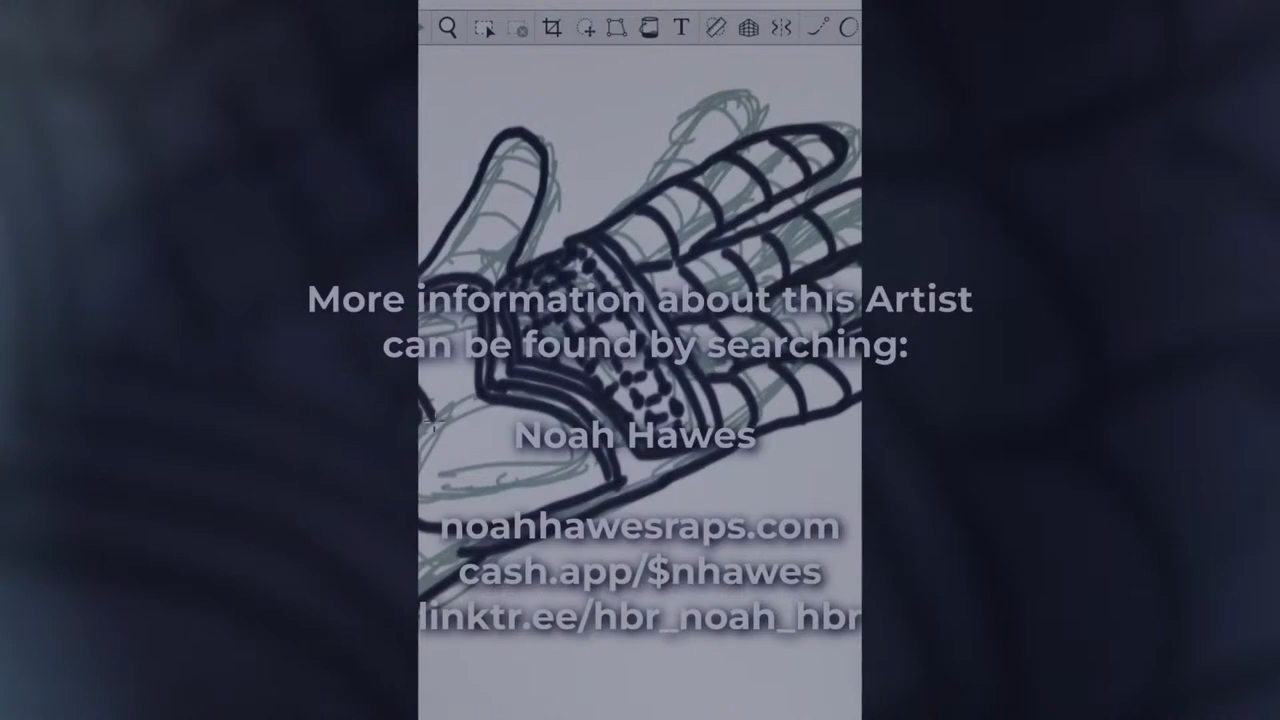 More information about this Artist
can be found by searching:
Noah Hawes
noahhawesraps.com
cash.app/$nhawes
linktr.ee/hbr_noah_hbr